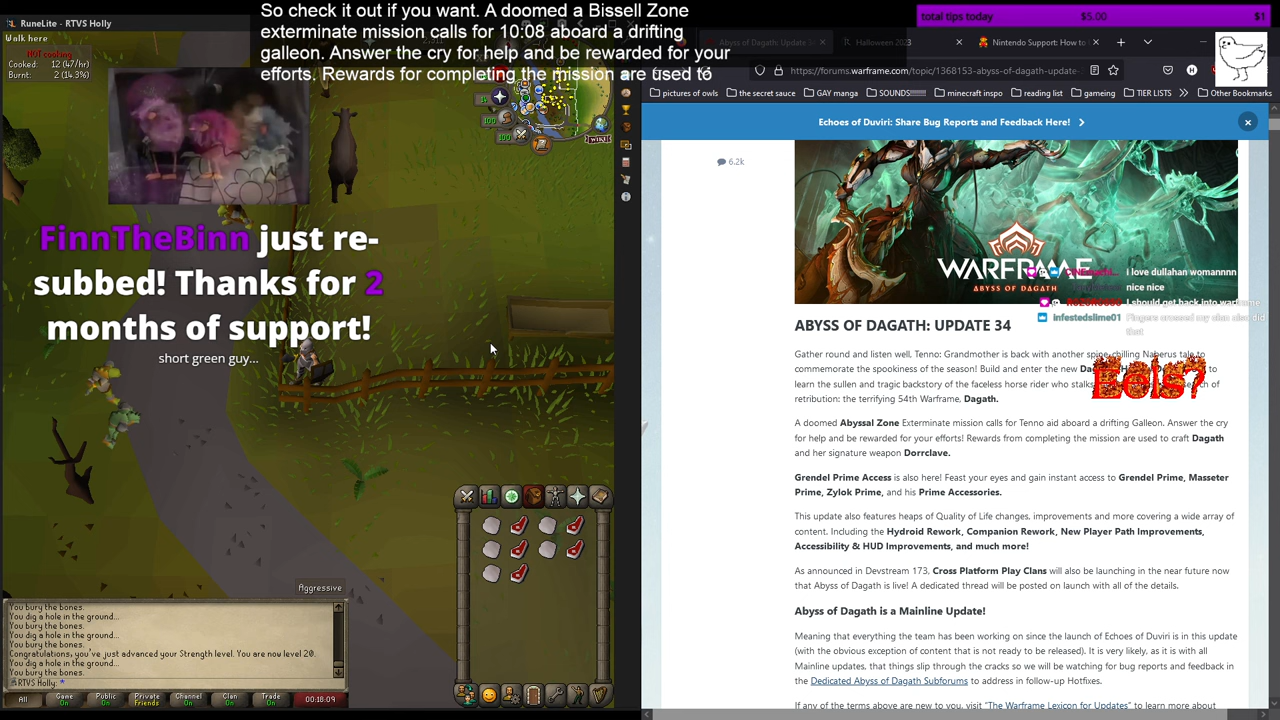 RuneLite - RTVS Holly
Walk here
NOT cooking
Cooked: 12 (47/hr)
Burnt: 2 (14.3%)
So check it out if you want. A doomed a Bissell Zone
exterminate mission calls for 10:08 aboard a drifting
galleon. Answer the cry for help and be rewarded for your
efforts. Rewards for completing the mission are used to
total tips today $5.00 $1
Abyss of Dagath: Update
Halloween 2023
Nintendo Support: How to
https://forums.warframe.com/topic/1368153-abyss-of-dagath-update-
pictures of owls
the secret sauce
GAY manga
minecraft inspo
reading list
gameing
TIER LISTS
Other Bookmarks
Echoes of Duviri: Share Bug Reports and Feedback Here!
6.2k
100
100
WIKI
FinnTheBinn just re-
subbed! Thanks for 2
months of support!
short green guy...
WARFRAME
ABYSS OF DAGATH
i love dullahan womannnn
nice nice
I should get back into warframe
infestedslime01
Eels?
ABYSS OF DAGATH: UPDATE 34
Gather round and listen well, Tenno: Grandmother is back with another spine-chilling Naberus tale to
commemorate the spookiness of the season! Build and enter the new to
learn the sullen and tragic backstory of the faceless horse rider who stalks of
retribution: the terrifying 54th Warframe, Dagath.
A doomed Abyssal Zone Exterminate mission calls for Tenno aid aboard a drifting Galleon. Answer the cry
for help and be rewarded for your efforts! Rewards from completing the mission are used to craft Dagath
and her signature weapon Dorrclave.
Grendel Prime Access is also here! Feast your eyes and gain instant access to Grendel Prime, Masseter
Prime, Zylok Prime, and his Prime Accessories.
This update also features heaps of Quality of Life changes, improvements and more covering a wide array of
content. Including the Hydroid Rework, Companion Rework, New Player Path Improvements,
Accessibility & HUD Improvements, and much more!
As announced in Devstream 173, Cross Platform Play Clans will also be launching in the near future now
that Abyss of Dagath is live! A dedicated thread will be posted on launch with all of the details.
Abyss of Dagath is a Mainline Update!
Meaning that everything the team has been working on since the launch of Echoes of Duviri is in this update
(with the obvious exception of content that is not ready to be released). It is very likely, as it is with all
Mainline updates, that things slip through the cracks so we will be watching for bug reports and feedback in
the Dedicated Abyss of Dagath Subforums to address in follow-up Hotfixes.
If any of the terms above are new to you, visit "The Warframe Lexicon for Updates" to learn more about
Aggressive
You bury the bones.
You dig a hole in the ground...
You bury the bones.
You dig a hole in the ground...
You bury the bones.
Congratulations, you've just advanced your Strength level. You are now level 20.
You dig a hole in the ground...
You bury the bones.
RTVS Holly: *
All
Game On
Public On
Private Friends
Channel On
Clan On
Trade On
00:18:09